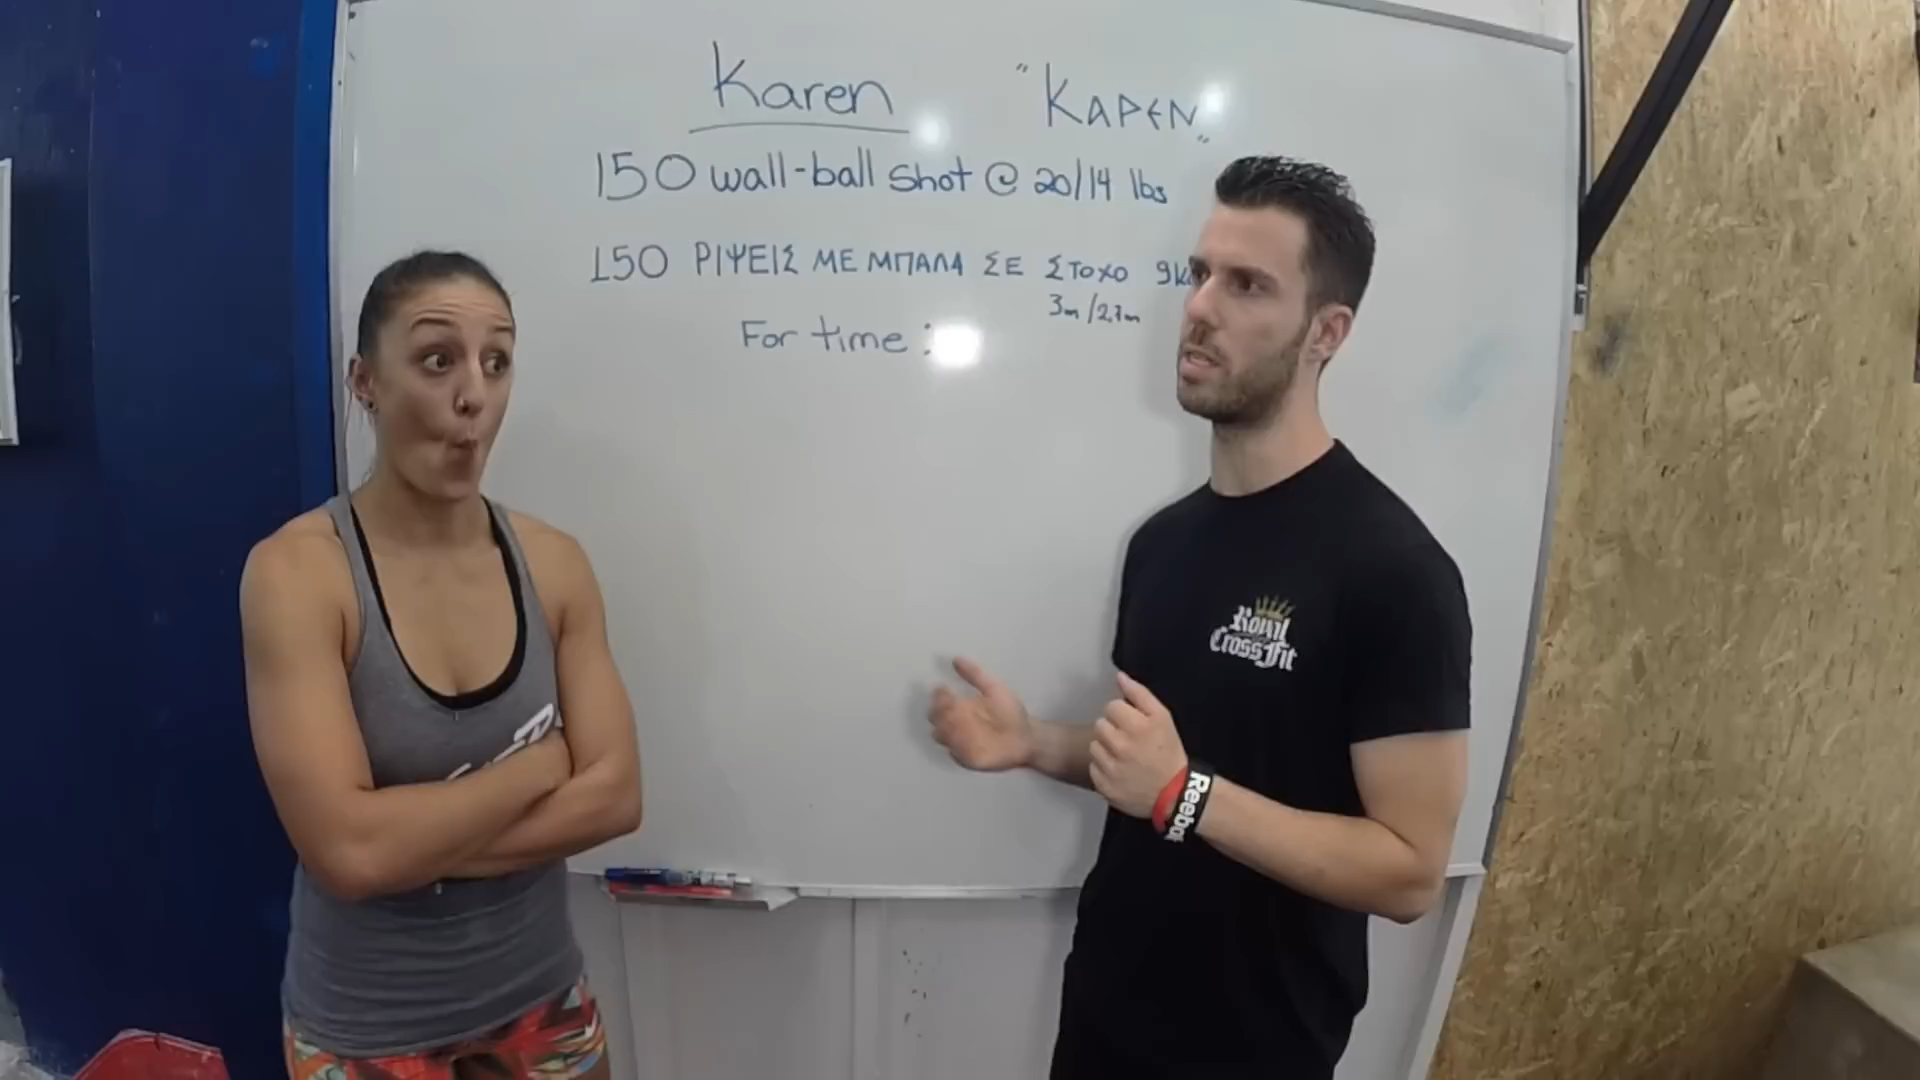 Karen
"ΚΑΡΕΝ"
150 wall-ball shot @ 20/14 lbs
150 ΡΙΨΕΙΣ ΜΕ ΜΠΑΛΑ ΣΕ ΣΤΟΧΟ
3m/2,7m
For time :
Royal
CrossFit